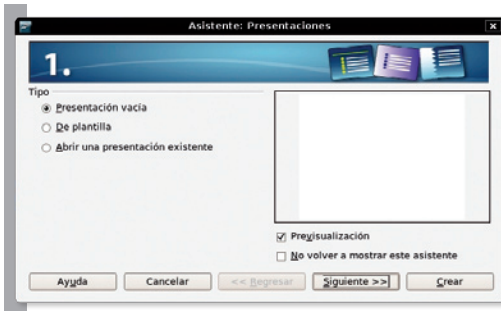 Asistente: Presentaciones
1.
Tipo
Presentación vacía
De plantilla
Abrir una presentación existente
Previsualización
No volver a mostrar este asistente
Ayuda Cancelar << Regresar Siguiente >> Crear